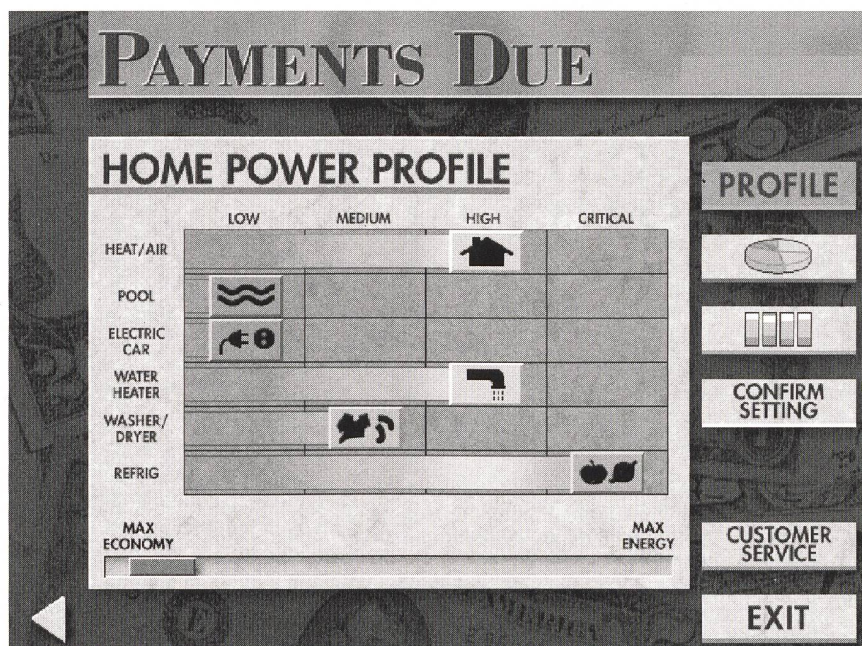 PAYMENTS DUE
HOME POWER PROFILE
LOW MEDIUM HIGH CRITICAL
HEAT/AIR
POOL
ELECTRIC
CAR
WATER
HEATER
WASHER/
DRYER
REFRIG
MAX
ECONOMY
MAX
ENERGY
PROFILE
CONFIRM
SETTING
CUSTOMER
SERVICE
EXIT